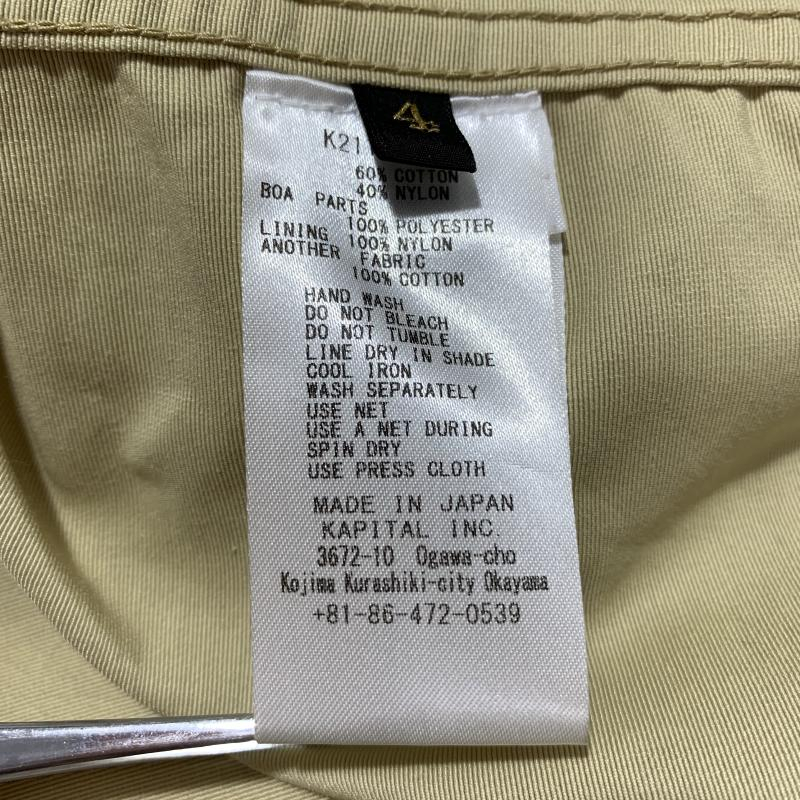 4
K21
60% COTTON
40% NYLON
BOA PARTS
100% POLYESTER
LINING 100% NYLON
ANOTHER FABRIC
100% COTTON
HAND WASH
DO NOT BLEACH
DO NOT TUMBLE
LINE DRY IN SHADE
COOL IRON
WASH SEPARATELY
USE NET
USE A NET DURING
SPIN DRY
USE PRESS CLOTH
MADE IN JAPAN
KAPITAL INC.
3672-10 Ogawa-cho
Kojima Kurashiki-city Okayama
+81-86-472-0539